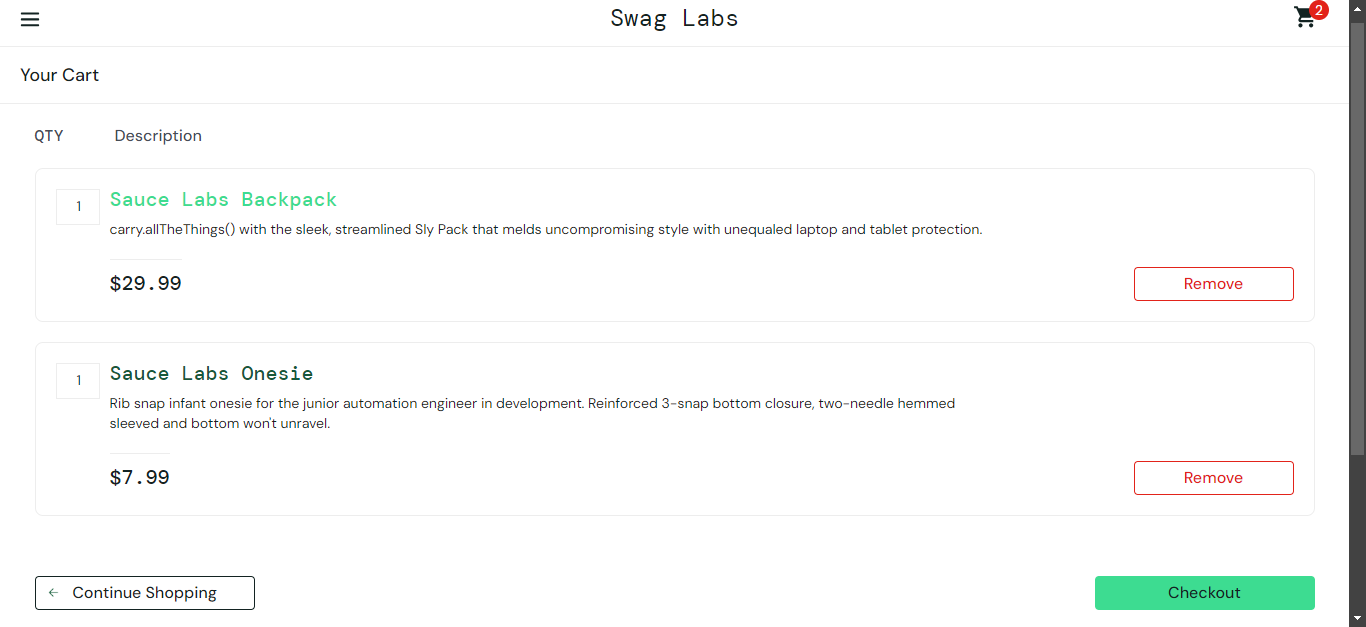 Swag Labs
2
Your Cart
QTY Description
1 Sauce Labs Backpack
carry.allTheThings() with the sleek, streamlined Sly Pack that melds uncompromising style with unequaled laptop and tablet protection.
$29.99 Remove
1 Sauce Labs Onesie
Rib snap infant onesie for the junior automation engineer in development. Reinforced 3-snap bottom closure, two-needle hemmed
sleeved and bottom won't unravel.
$7.99 Remove
Continue Shopping Checkout